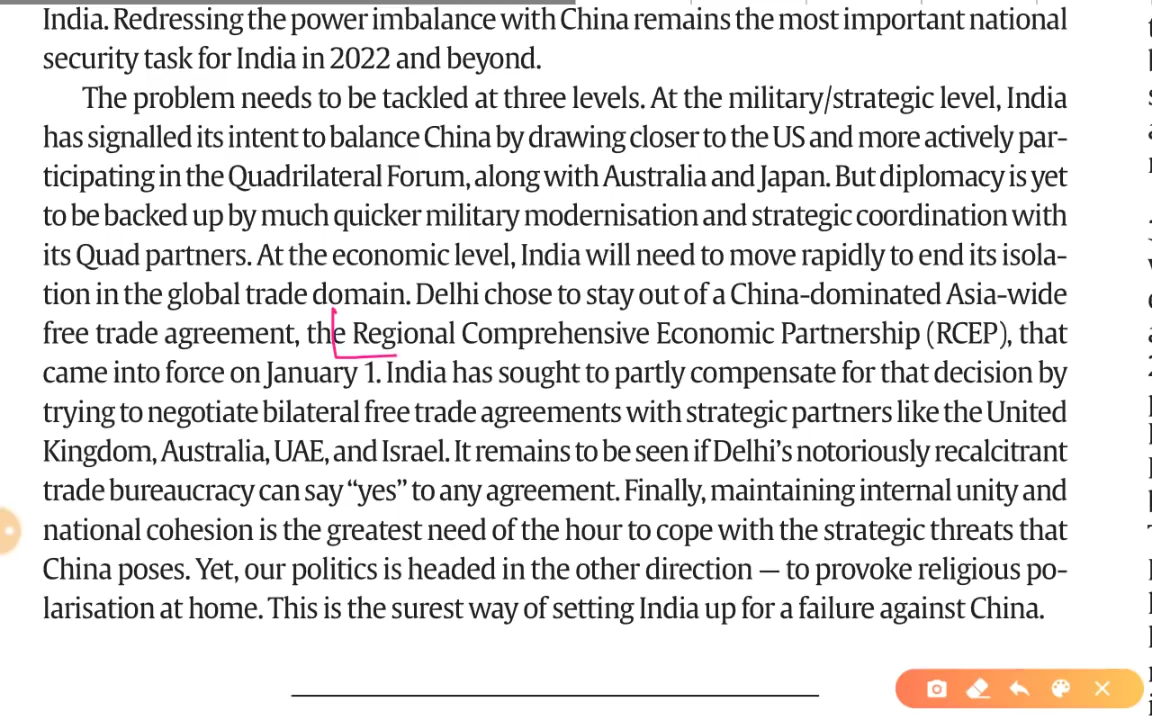 India. Redressing the power imbalance with China remains the most important national
security task for India in 2022 and beyond.
The problem needs to be tackled at three levels. At the military/strategic level, India
has signalled its intent to balance China by drawing closer to the US and more actively par-
ticipating in the Quadrilateral Forum, along with Australia and Japan. But diplomacy is yet
to be backed up by much quicker military modernisation and strategic coordination with
its Quad partners. At the economic level, India will need to move rapidly to end its isola-
tion in the global trade domain. Delhi chose to stay out of a China-dominated Asia-wide
free trade agreement, the Regional Comprehensive Economic Partnership (RCEP), that
came into force on January 1. India has sought to partly compensate for that decision by
trying to negotiate bilateral free trade agreements with strategic partners like the United
Kingdom, Australia, UAE, and Israel. It remains to be seen if Delhi's notoriously recalcitrant
trade bureaucracy can say “yes” to any agreement. Finally, maintaining internal unity and
national cohesion is the greatest need of the hour to cope with the strategic threats that
China poses. Yet, our politics is headed in the other direction — to provoke religious po-
larisation at home. This is the surest way of setting India up for a failure against China.